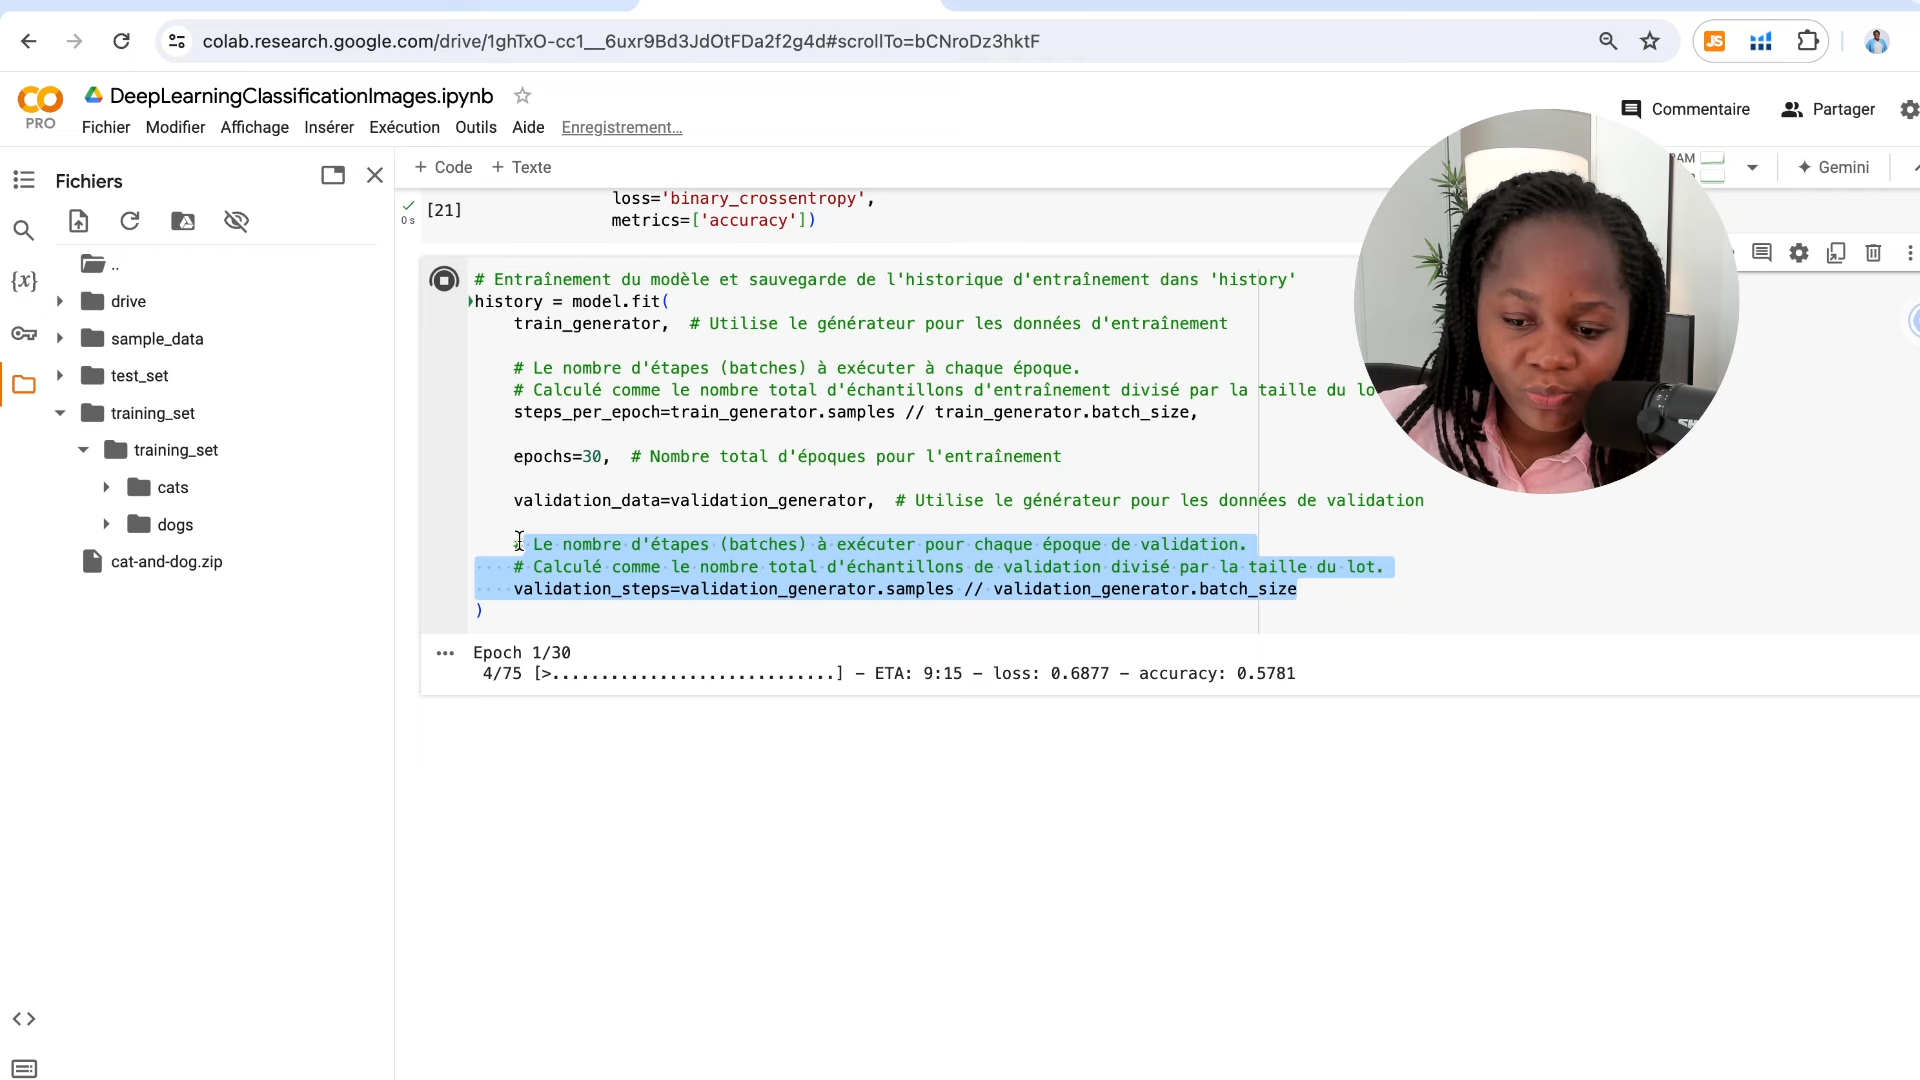 colab.research.google.com/drive/1ghTxO-cc1__6uxr9Bd3JdOtFDa2f2g4d#scrollTo=bCNroDz3hktF
JS
PRO
DeepLearningClassificationImages.ipynb
Fichier Modifier Affichage Insérer Exécution Outils Aide Enregistrement...
Commentaire
Partager
Fichiers
+ Code + Texte
Gemini
[21]
0 s
loss='binary_crossentropy',
metrics=['accuracy'])
..
drive
sample_data
test_set
training_set
training_set
cats
dogs
cat-and-dog.zip
{x}
# Entraînement du modèle et sauvegarde de l'historique d'entraînement dans 'history'
history = model.fit(
train_generator, # Utilise le générateur pour les données d'entraînement
# Le nombre d'étapes (batches) à exécuter à chaque époque.
# Calculé comme le nombre total d'échantillons d'entraînement divisé par la taille du
steps_per_epoch=train_generator.samples // train_generator.batch_size,
epochs=30, # Nombre total d'époques pour l'entraînement
validation_data=validation_generator, # Utilise le générateur pour les données de validation
# Le nombre d'étapes (batches) à exécuter pour chaque époque de validation.
# Calculé comme le nombre total d'échantillons de validation divisé par la taille du lot.
validation_steps=validation_generator.samples // validation_generator.batch_size
)
Epoch 1/30
4/75 [>.............................] - ETA: 9:15 - loss: 0.6877 - accuracy: 0.5781